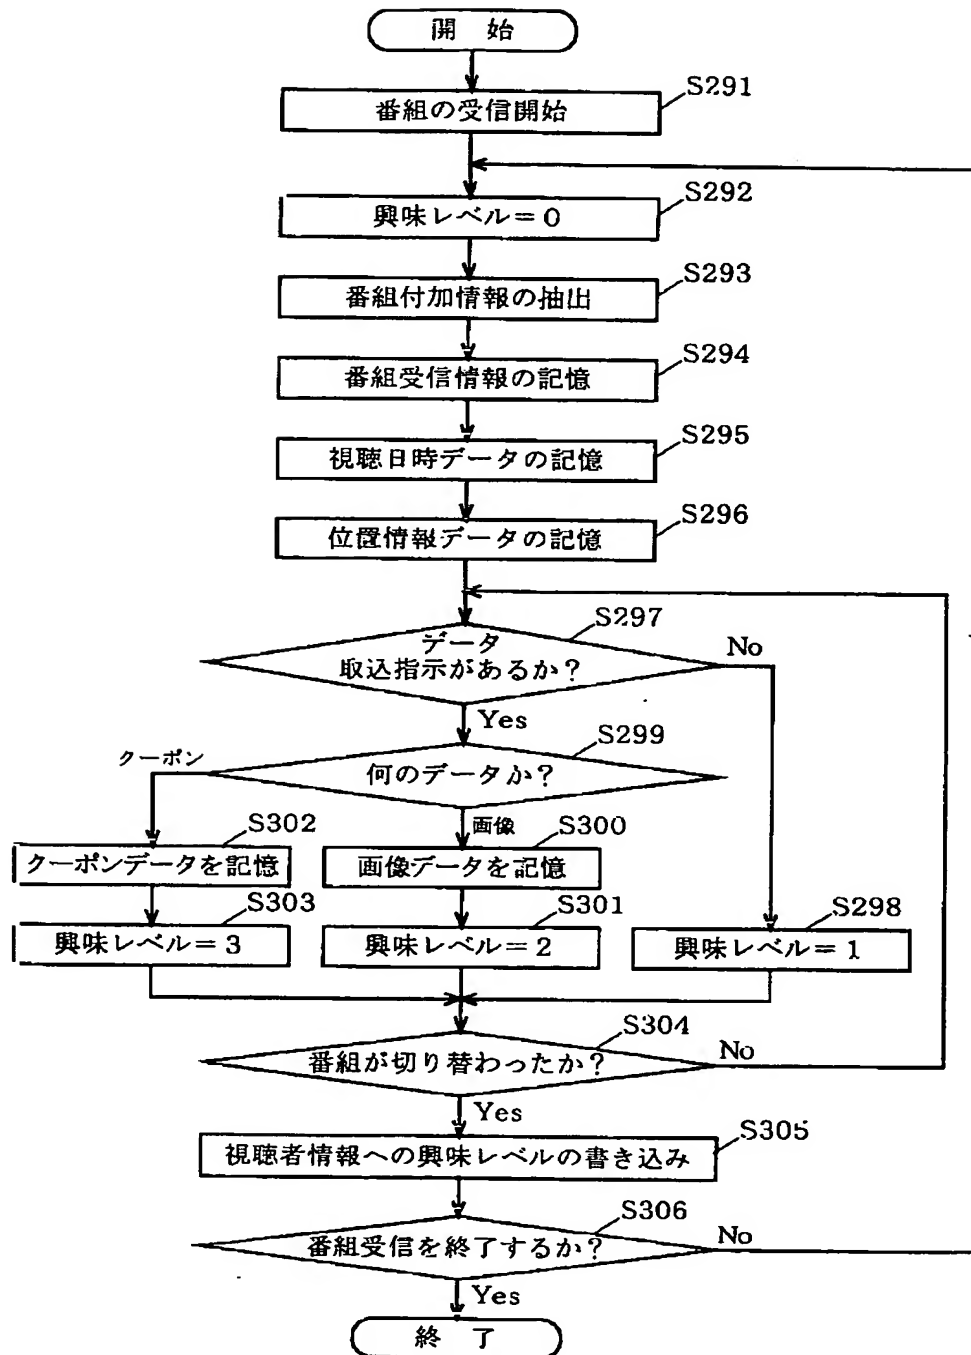 開 始
S291
番組の受信開始
S292
興味レベル=0
S293
番組付加情報の抽出
S294
番組受信情報の記憶
S295
視聴日時データの記憶
S296
位置情報データの記憶
S297
データ
取込指示があるか?
No
Yes
S299
何のデータか?
クーポン
画像
S302
クーポンデータを記憶
S300
画像データを記憶
S303
興味レベル=3
S301
興味レベル=2
S298
興味レベル=1
S304
番組が切り替わったか?
No
Yes
S305
視聴者情報への興味レベルの書き込み
S306
番組受信を終了するか?
No
Yes
終 了